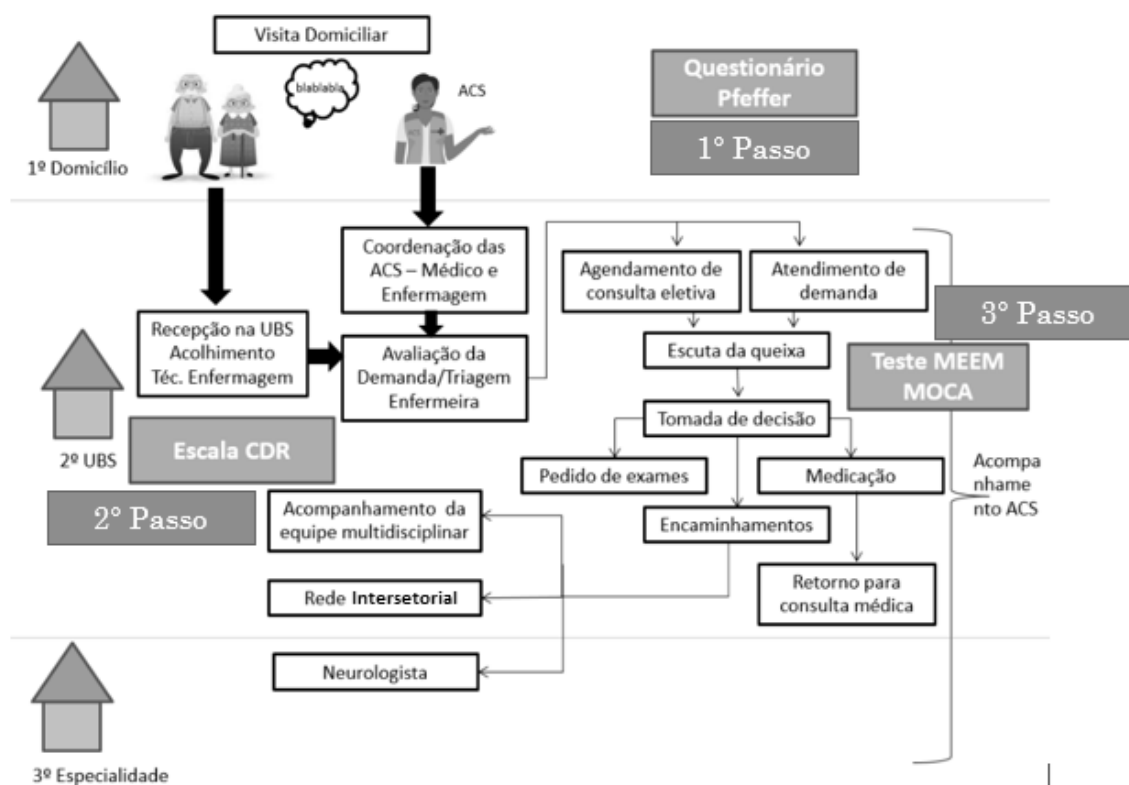 Visita Domiciliar
blablabla
ACS
Questionário
Pfeffer
1° Passo
1º Domicílio
Coordenação das
ACS – Médico e
Enfermagem
Agendamento de
consulta eletiva
Atendimento de
demanda
3° Passo
Recepção na UBS
Acolhimento
Téc. Enfermagem
Avaliação da
Demanda/Triagem
Enfermeira
Escuta da queixa
Teste MEEM
MOCA
Tomada de decisão
2º UBS
Escala CDR
Pedido de exames
Medicação
Acompa
nhame
nto ACS
2° Passo
Acompanhamento da
equipe multidisciplinar
Encaminhamentos
Rede Intersetorial
Retorno para
consulta médica
Neurologista
3º Especialidade